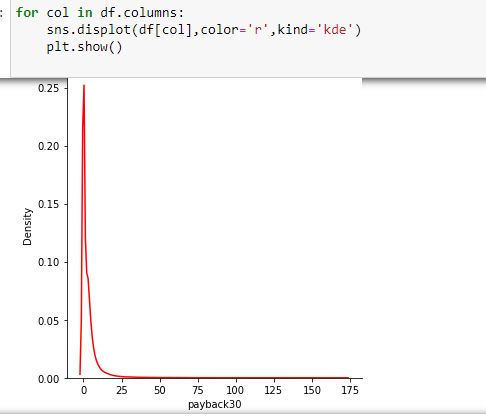 : for col in df.columns:
sns.displot(df[col],color='r',kind='kde')
plt.show()
0.25
0.20
0.15
0.10
0.05
0.00
Density
0 25 50 75 100 125 150 175
payback30